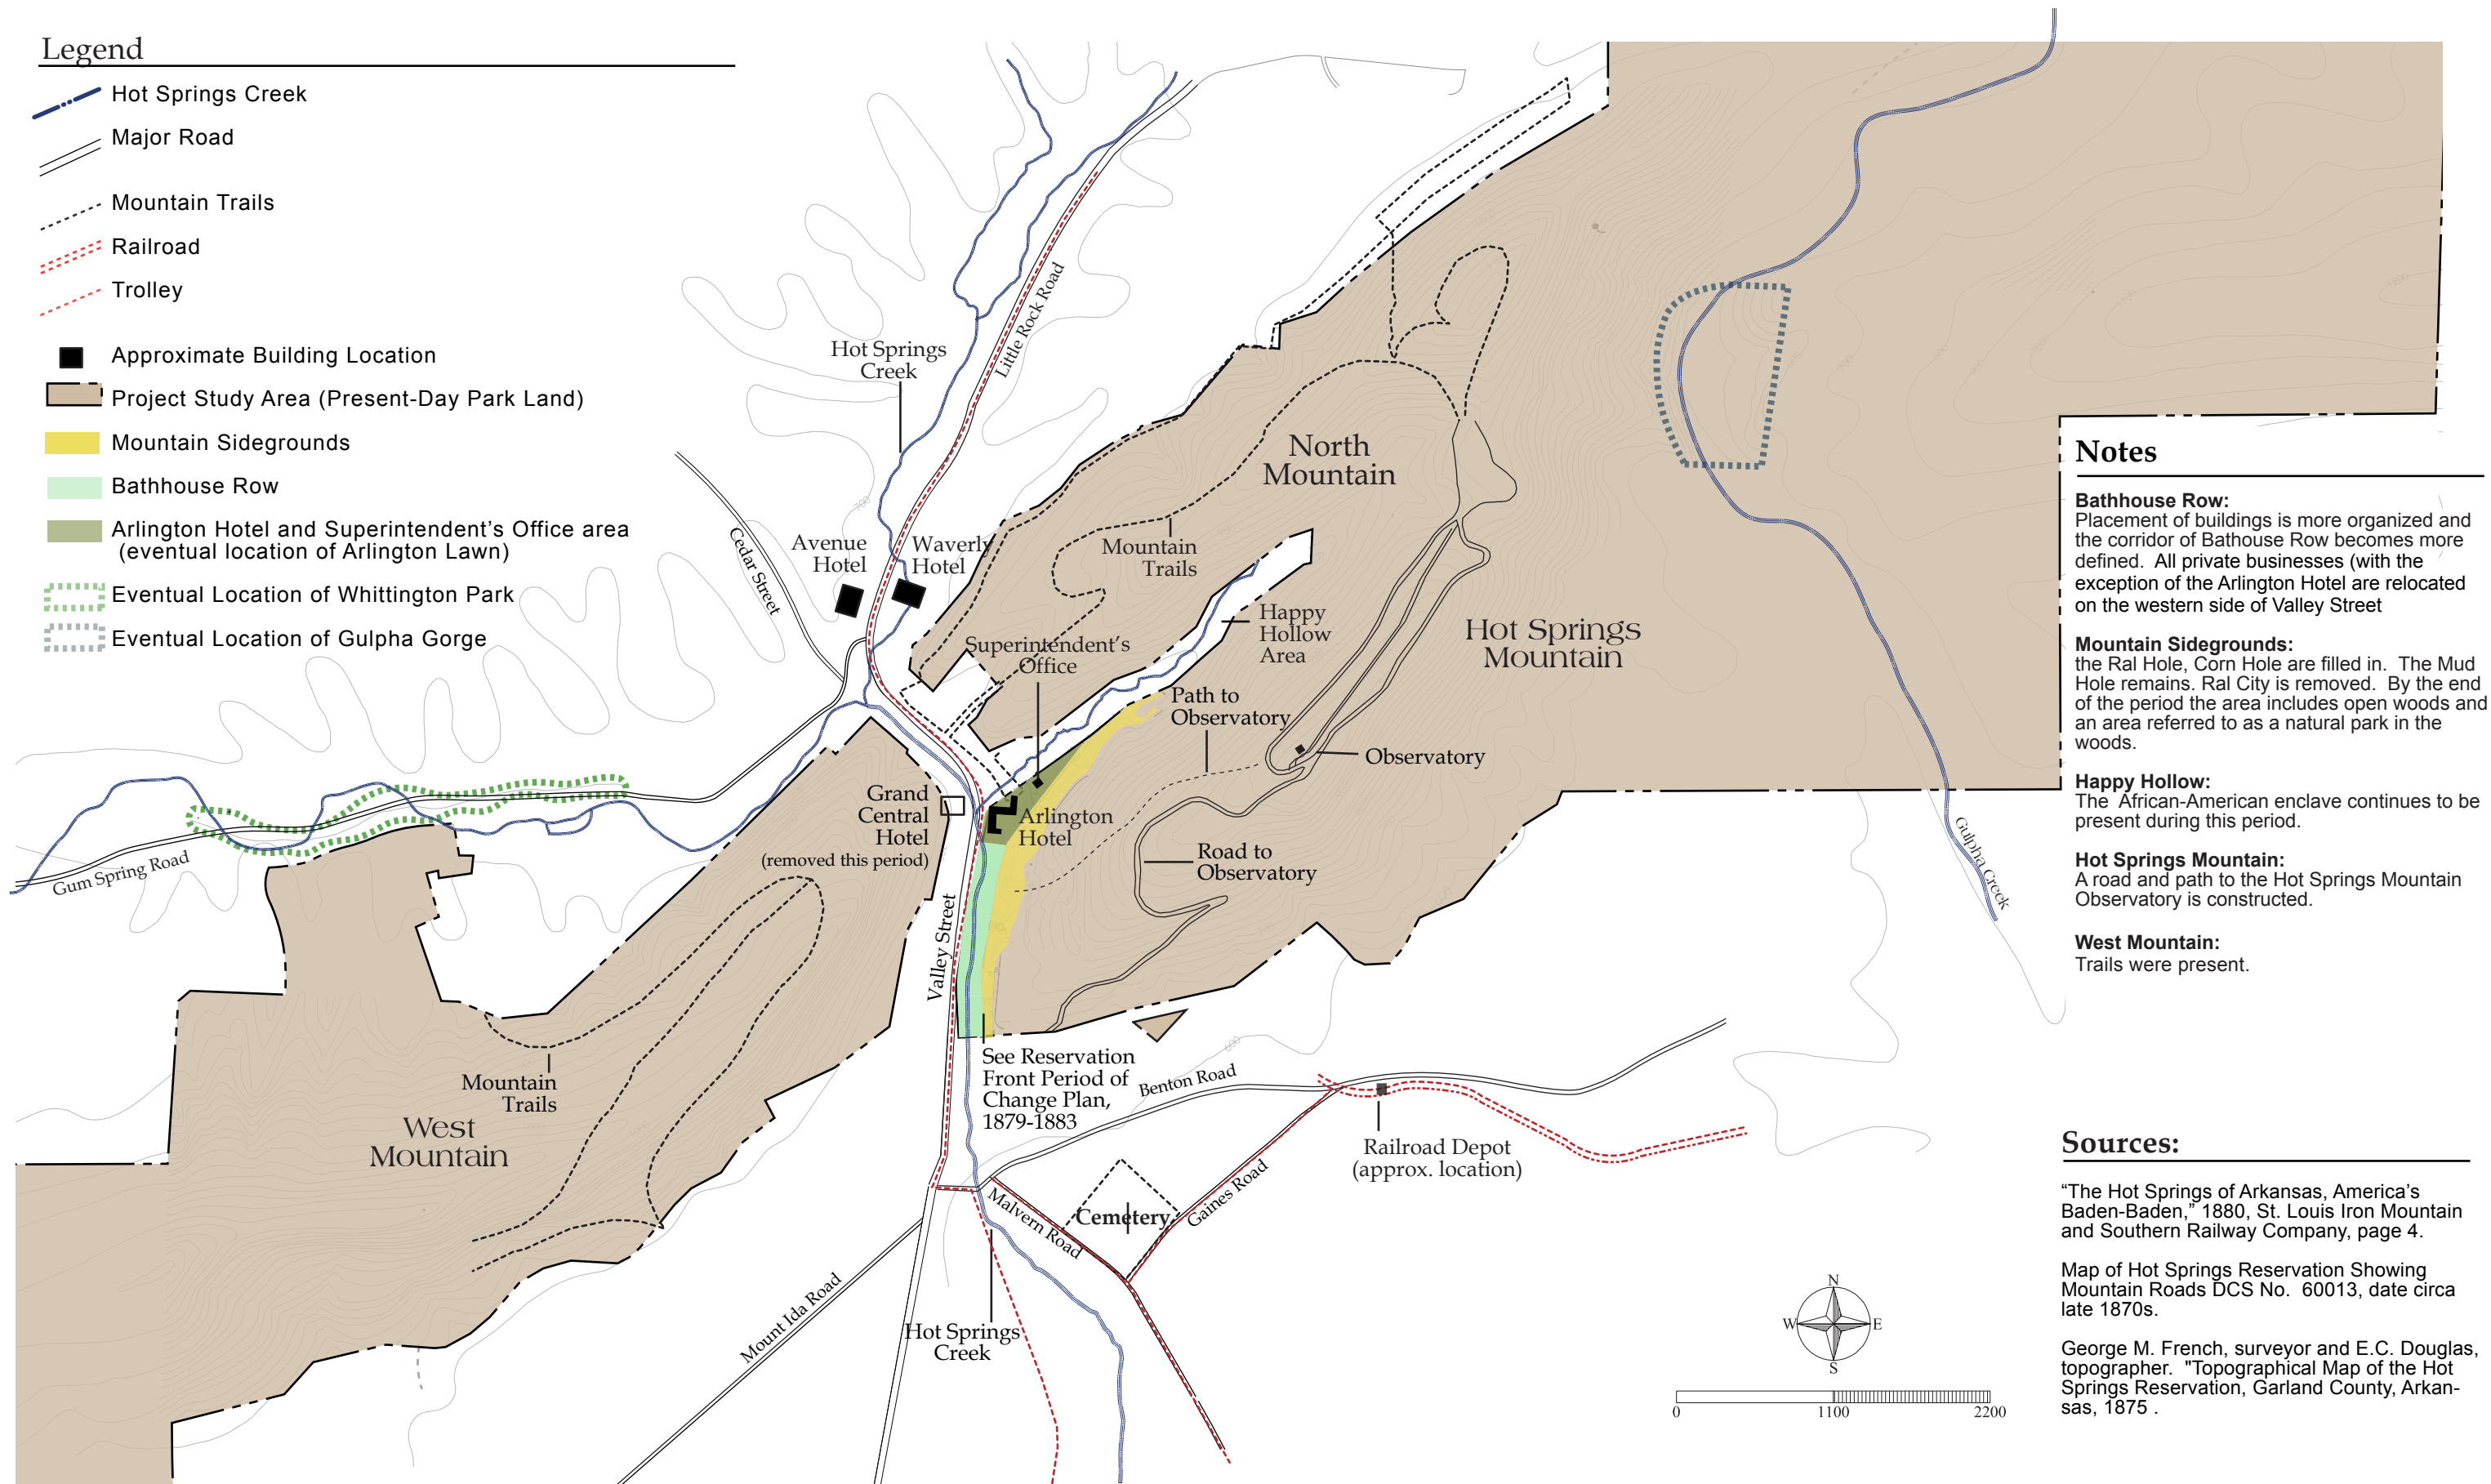 Legend
Hot Springs Creek
Major Road
Mountain Trails
Railroad
Trolley
Approximate Building Location
Project Study Area (Present-Day Park Land)
Mountain Sidegrounds
Bathhouse Row
Arlington Hotel and Superintendent's Office area
(eventual location of Arlington Lawn)
Eventual Location of Whittington Park
Eventual Location of Gulpha Gorge
Hot Springs
Creek
Little Rock Road
Cedar Street
700
Avenue
Hotel
Waverly
Hotel
North
Mountain
Mountain
Trails
Superintendent's
Office
Happy
Hollow
Area
Hot Springs
Mountain
Path to
Observatory
Observatory
Grand
Central
Hotel
(removed this period)
Arlington
Hotel
Road to
Observatory
Gum Spring Road
Valley Street
Gulpha Creek
Mountain
Trails
West
Mountain
See Reservation
Front Period of
Change Plan,
1879-1883
600
Benton Road
Railroad Depot
(approx. location)
Malvern Road
Cemetery
Gaines Road
Mount Ida Road
Hot Springs
Creek
N
W
E
S
0
1100
2200
Notes
Bathhouse Row:
Placement of buildings is more organized and
the corridor of Bathouse Row becomes more
defined. All private businesses (with the
exception of the Arlington Hotel are relocated
on the western side of Valley Street
Mountain Sidegrounds:
the Ral Hole, Corn Hole are filled in. The Mud
Hole remains. Ral City is removed. By the end
of the period the area includes open woods and
an area referred to as a natural park in the
woods.
Happy Hollow:
The African-American enclave continues to be
present during this period.
Hot Springs Mountain:
A road and path to the Hot Springs Mountain
Observatory is constructed.
West Mountain:
Trails were present.
Sources:
“The Hot Springs of Arkansas, America’s
Baden-Baden,” 1880, St. Louis Iron Mountain
and Southern Railway Company, page 4.
Map of Hot Springs Reservation Showing
Mountain Roads DCS No. 60013, date circa
late 1870s.
George M. French, surveyor and E.C. Douglas,
topographer. "Topographical Map of the Hot
Springs Reservation, Garland County, Arkan-
sas, 1875 .